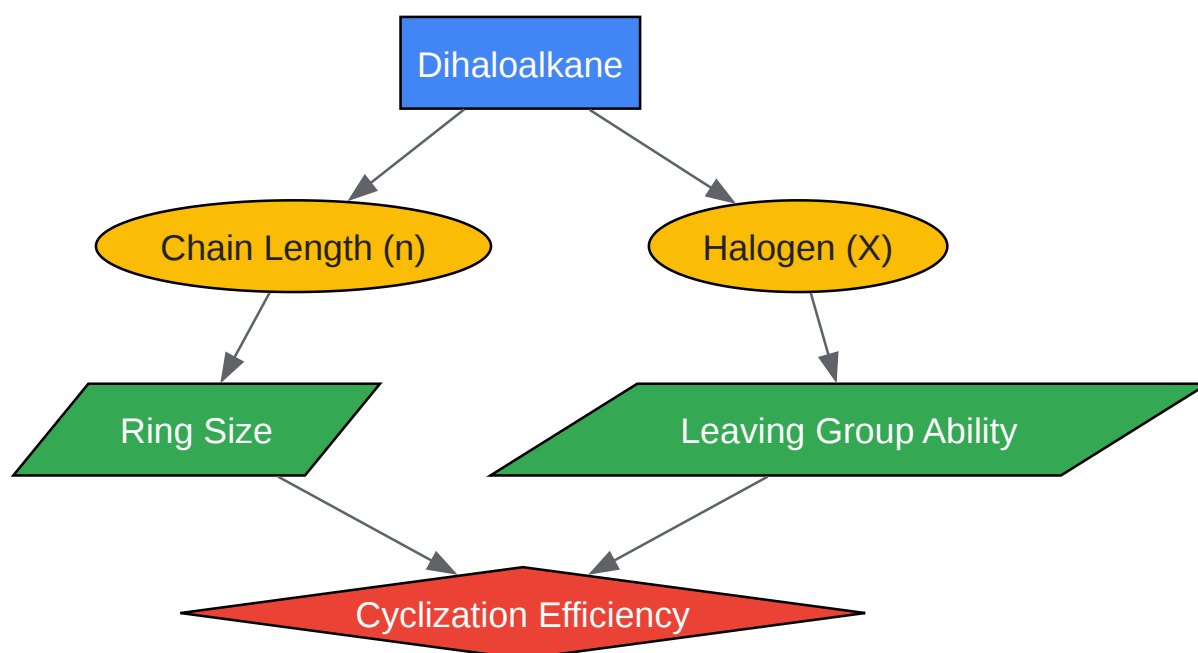 Dihaloalkane
Chain Length (n)
Halogen (X)
Ring Size
Leaving Group Ability
Cyclization Efficiency